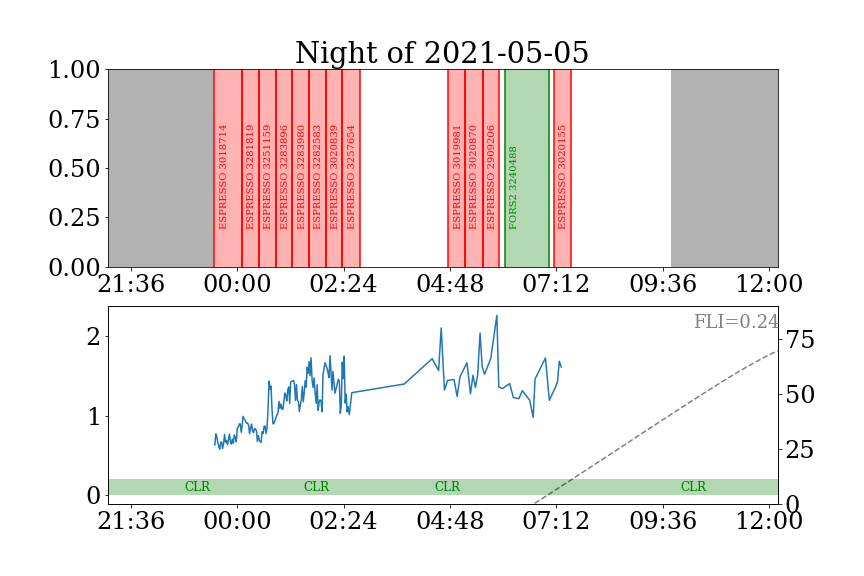 Night of 2021-05-05
1.00
0.75
0.50
0.25
0.00
ESPRESSO 3018714
ESPRESSO 3281819
ESPRESSO 3251159
ESPRESSO 3283896
ESPRESSO 3283980
ESPRESSO 3282583
ESPRESSO 3020839
ESPRESSO 3257654
ESPRESSO 3019981
ESPRESSO 3020870
ESPRESSO 2909206
FORS2 3240488
ESPRESSO 3020155
21:36 00:00 02:24 04:48 07:12 09:36 12:00
FLI=0.24
2
1
0
75
50
25
0
CLR CLR CLR CLR
21:36 00:00 02:24 04:48 07:12 09:36 12:00